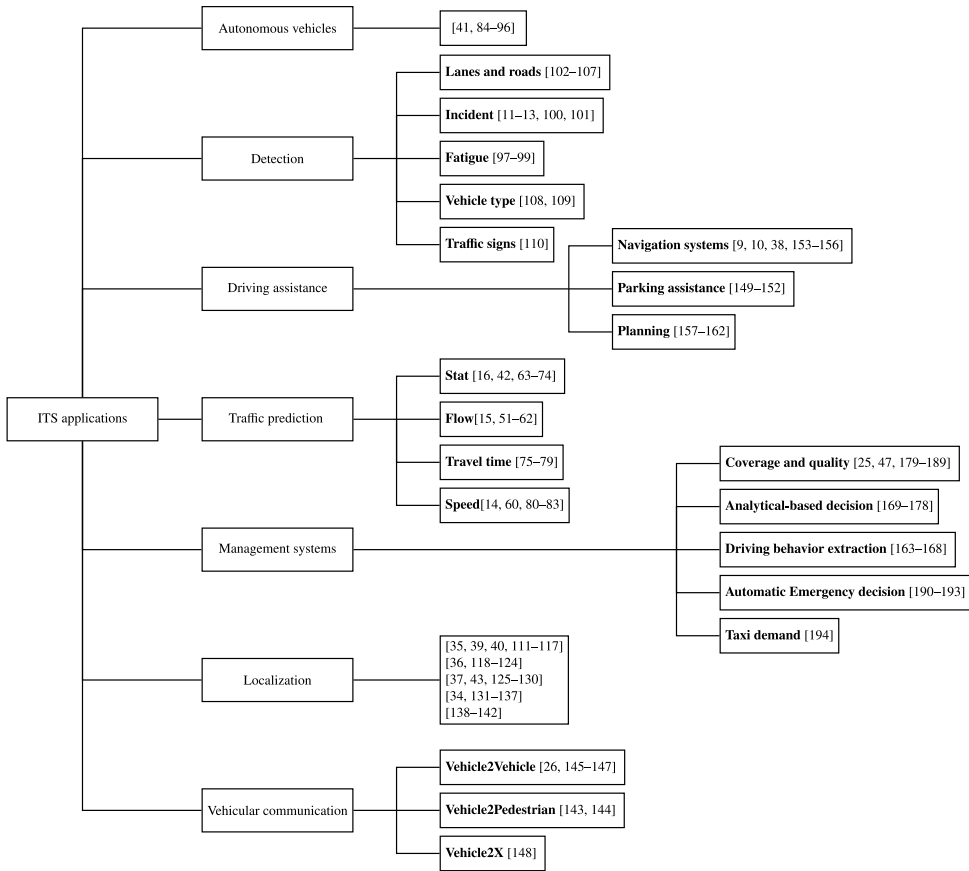 Autonomous vehicles
[41, 84–96]
Lanes and roads [102–107]
Incident [11–13, 100, 101]
Detection
Fatigue [97–99]
Vehicle type [108, 109]
Traffic signs [110]
Navigation systems [9, 10, 38, 153–156]
Driving assistance
Parking assistance [149–152]
Planning [157–162]
Stat [16, 42, 63–74]
ITS applications
Traffic prediction
Flow[15, 51–62]
Travel time [75–79]
Speed[14, 60, 80–83]
Coverage and quality [25, 47, 179–189]
Analytical-based decision [169–178]
Management systems
Driving behavior extraction [163–168]
Automatic Emergency decision [190–193]
Taxi demand [194]
Localization
[35, 39, 40, 111–117]
[36, 118–124]
[37, 43, 125–130]
[34, 131–137]
[138–142]
Vehicle2Vehicle [26, 145–147]
Vehicular communication
Vehicle2Pedestrian [143, 144]
Vehicle2X [148]